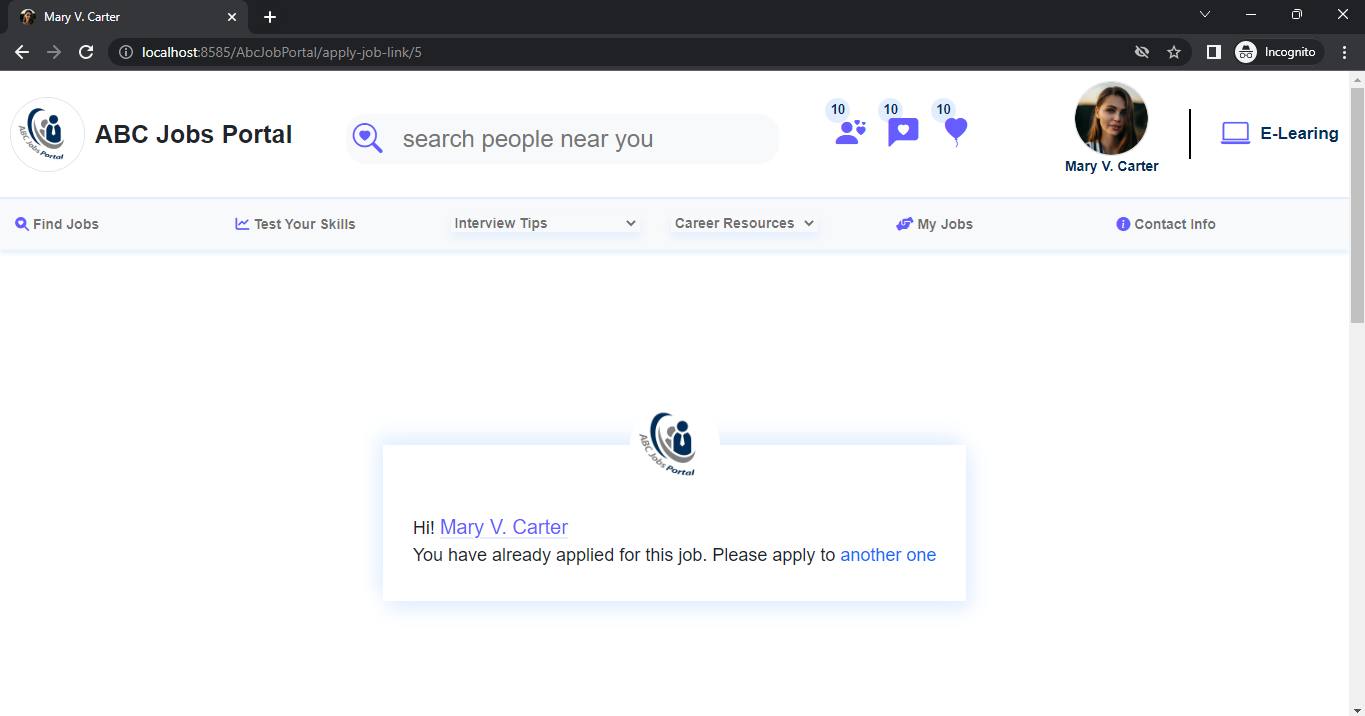 Mary V. Carter
localhost:8585/AbcJobPortal/apply-job-link/5
Incognito
ABC Jobs Portal
ABC Jobs Portal
search people near you
10
10
10
Mary V. Carter
E-Learing
Find Jobs
Test Your Skills
Interview Tips
Career Resources
My Jobs
Contact Info
ABC Jobs Portal
Hi! Mary V. Carter
You have already applied for this job. Please apply to another one